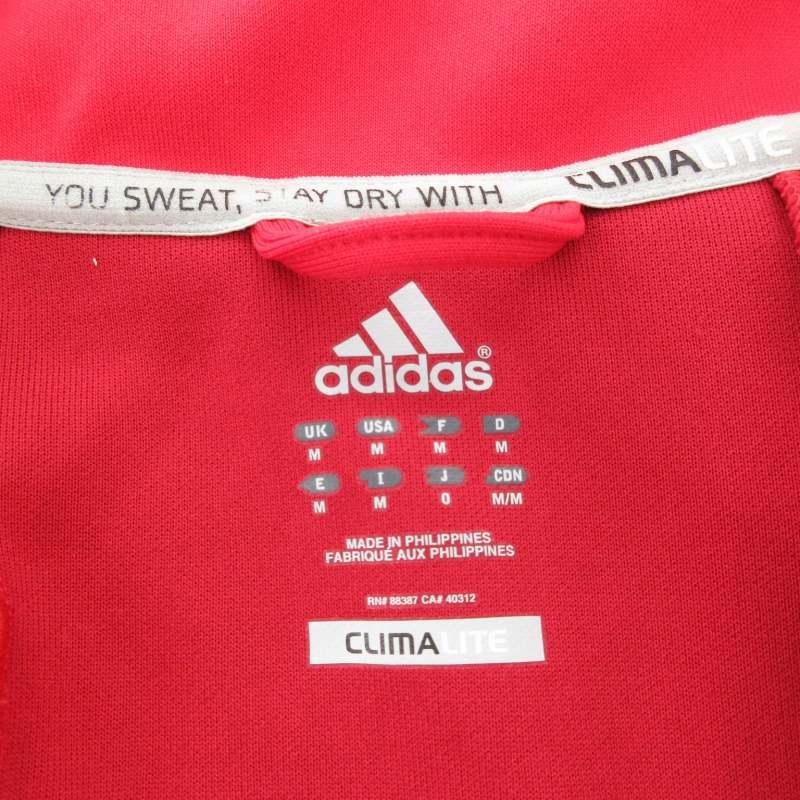 YOU SWEAT, STAY DRY WITH CLIMALITE
adidas®
UK USA F D
M M M M
E I J CDN
M M O M/M
MADE IN PHILIPPINES
FABRIQUÉ AUX PHILIPPINES
RN# 88387 CA# 40312
CLIMALITE